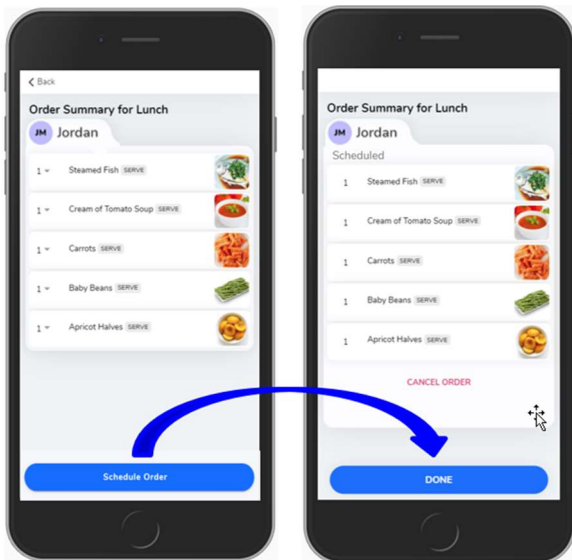 Back
Order Summary for Lunch
JM Jordan
1 Steamed Fish SERVE
1 Cream of Tomato Soup SERVE
1 Carrots SERVE
1 Baby Beans SERVE
1 Apricot Halves SERVE
Schedule Order
Order Summary for Lunch
JM Jordan
Scheduled
1 Steamed Fish SERVE
1 Cream of Tomato Soup SERVE
1 Carrots SERVE
1 Baby Beans SERVE
1 Apricot Halves SERVE
CANCEL ORDER
DONE